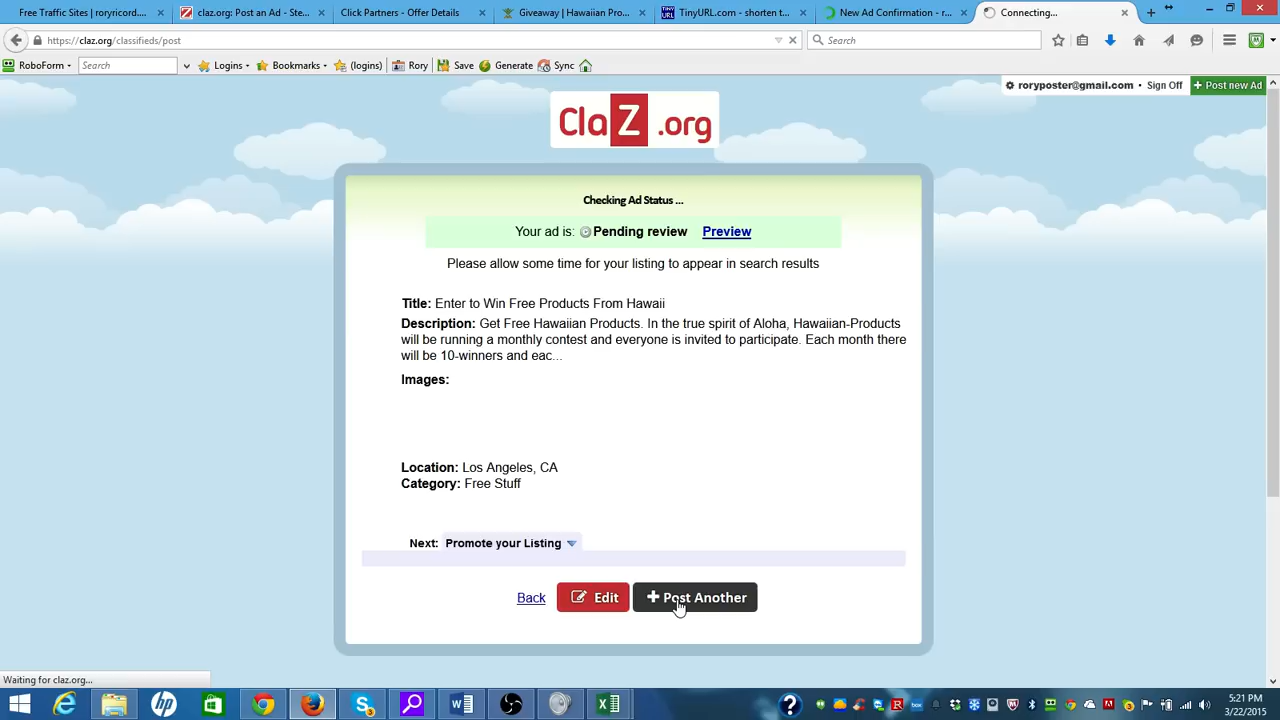 Free Traffic Sites | roryricord... × claz.org: Post an Ad - Ste... × Click Partners - Offer Details × Giveaway | Hawaiian Pro... × TINY URL TinyURL.com - shorten t... × New Ad Confirmation - r... × Connecting... ×
https://claz.org/classifieds/post Search
RoboForm Search Logins Bookmarks (logins) Rory Save Generate Sync
roryposter@gmail.com • Sign Off + Post new Ad
ClaZ.org
Checking Ad Status ...
Your ad is: Pending review Preview
Please allow some time for your listing to appear in search results
Title: Enter to Win Free Products From Hawaii
Description: Get Free Hawaiian Products. In the true spirit of Aloha, Hawaiian-Products
will be running a monthly contest and everyone is invited to participate. Each month there
will be 10-winners and eac...
Images:
Location: Los Angeles, CA
Category: Free Stuff
Next: Promote your Listing
Back Edit + Post Another
Waiting for claz.org...
5:21 PM
3/22/2015